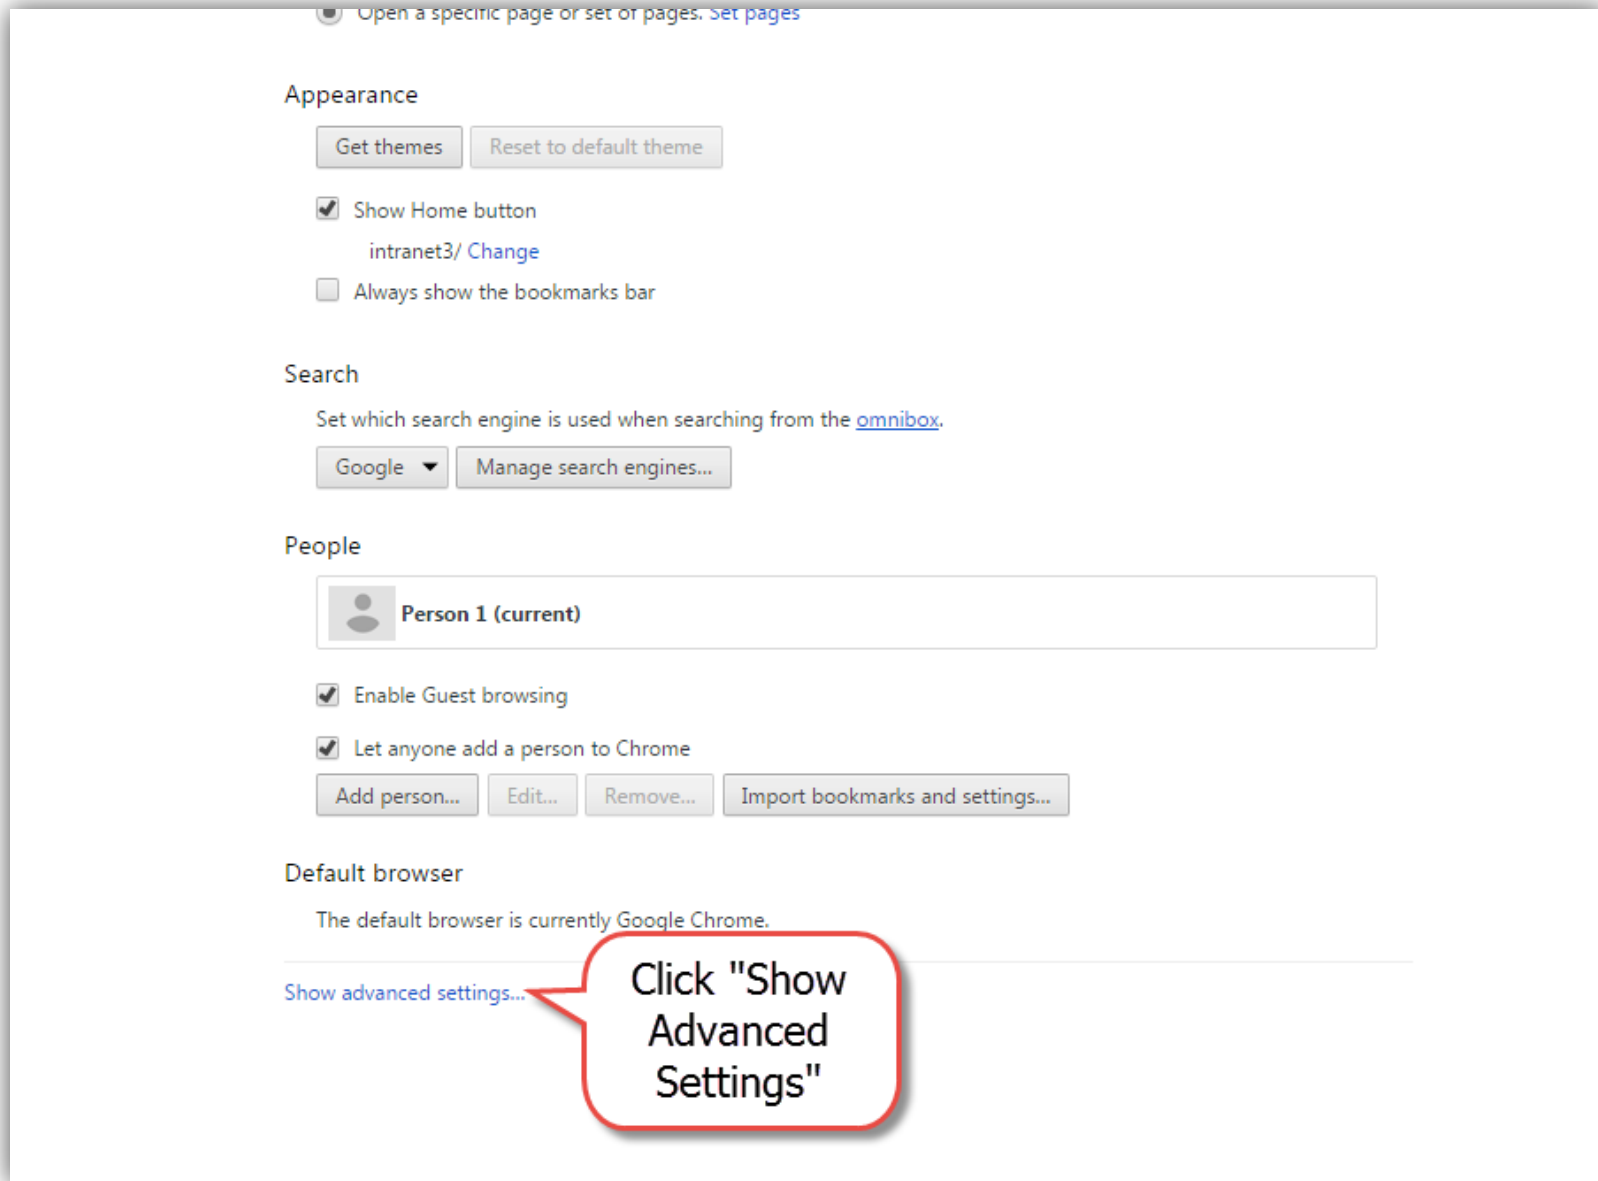 Open a specific page or set of pages. Set pages
Appearance
Get themes
Reset to default theme
Show Home button
intranet3/ Change
Always show the bookmarks bar
Search
Set which search engine is used when searching from the omnibox.
Google
Manage search engines...
People
Person 1 (current)
Enable Guest browsing
Let anyone add a person to Chrome
Add person...
Edit...
Remove...
Import bookmarks and settings...
Default browser
The default browser is currently Google Chrome.
Show advanced settings...
Click "Show
Advanced
Settings"